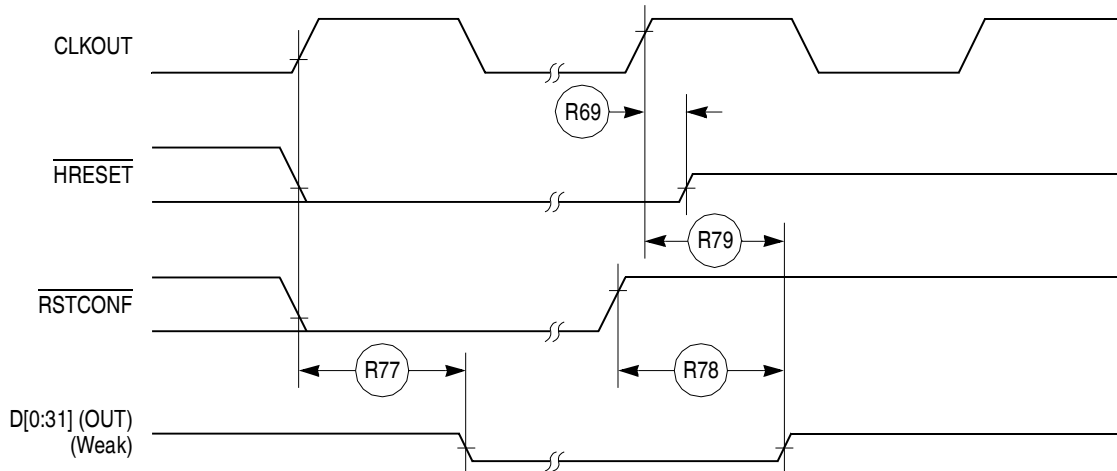 CLKOUT
R69
HRESET
R79
RSTCONF
R77
R78
D[0:31] (OUT)
(Weak)